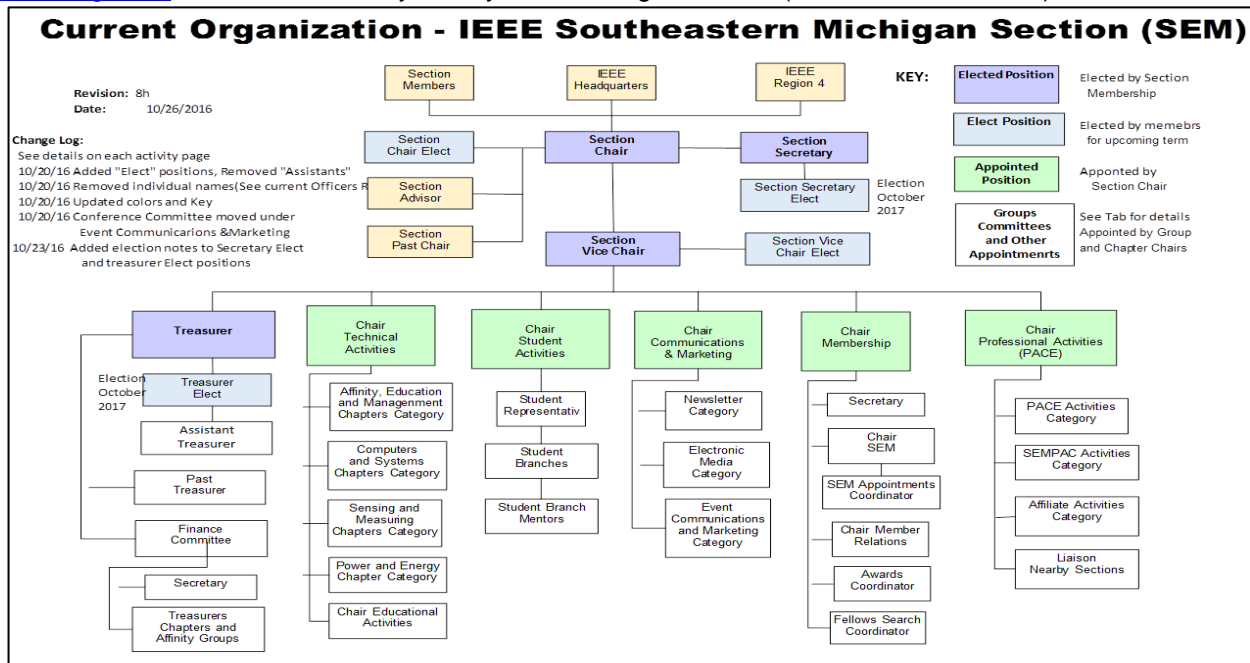 Current Organization - IEEE Southeastern Michigan Section (SEM)
Revision: 8h
Date: 10/26/2016
Change Log:
See details on each activity page
10/20/16 Added "Elect" positions, Removed "Assistants"
10/20/16 Removed individual names(See current Officers R
10/20/16 Updated colors and Key
10/20/16 Conference Committee moved under
Event Communicarions &Marketing
10/23/16 Added election notes to Secretary Elect
and treasurer Elect positions
Section
Members
IEEE
Headquarters
IEEE
Region 4
KEY:
Elected Position
Elected by Section
Membership
Elect Position
Elected by memebrs
for upcoming term
Appointed
Position
Apponted by
Section Chair
Groups
Committees
and Other
Appointmenrts
See Tab for details
Appointed by Group
and Chapter Chairs
Section
Chair Elect
Section
Chair
Section
Secretary
Section
Advisor
Section Secretary
Elect
Election
October
2017
Section
Past Chair
Section
Vice Chair
Section Vice
Chair Elect
Treasurer
Election
October
2017
Treasurer
Elect
Assistant
Treasurer
Past
Treasurer
Finance
Committee
Secretary
Treasurers
Chapters and
Affinity Groups
Chair
Technical
Activities
Affinity, Education
and Managenment
Chapters Category
Computers
and Systems
Chapters Category
Sensing and
Measuring
Chapters Category
Power and Energy
Chapter Category
Chair Educational
Activities
Chair
Student
Activities
Student
Representativ
Student
Branches
Student Branch
Mentors
Chair
Communications
& Marketing
Newsletter
Category
Electronic
Media
Category
Event
Communications
and Marketing
Category
Chair
Membership
Secretary
Chair
SEM
SEM Appointments
Coordinator
Chair Member
Relations
Awards
Coordinator
Fellows Search
Coordinator
Chair
Professional Activities
(PACE)
PACE Activities
Category
SEMPAC Activities
Category
Affiliate Activities
Category
Liaison
Nearby Sections